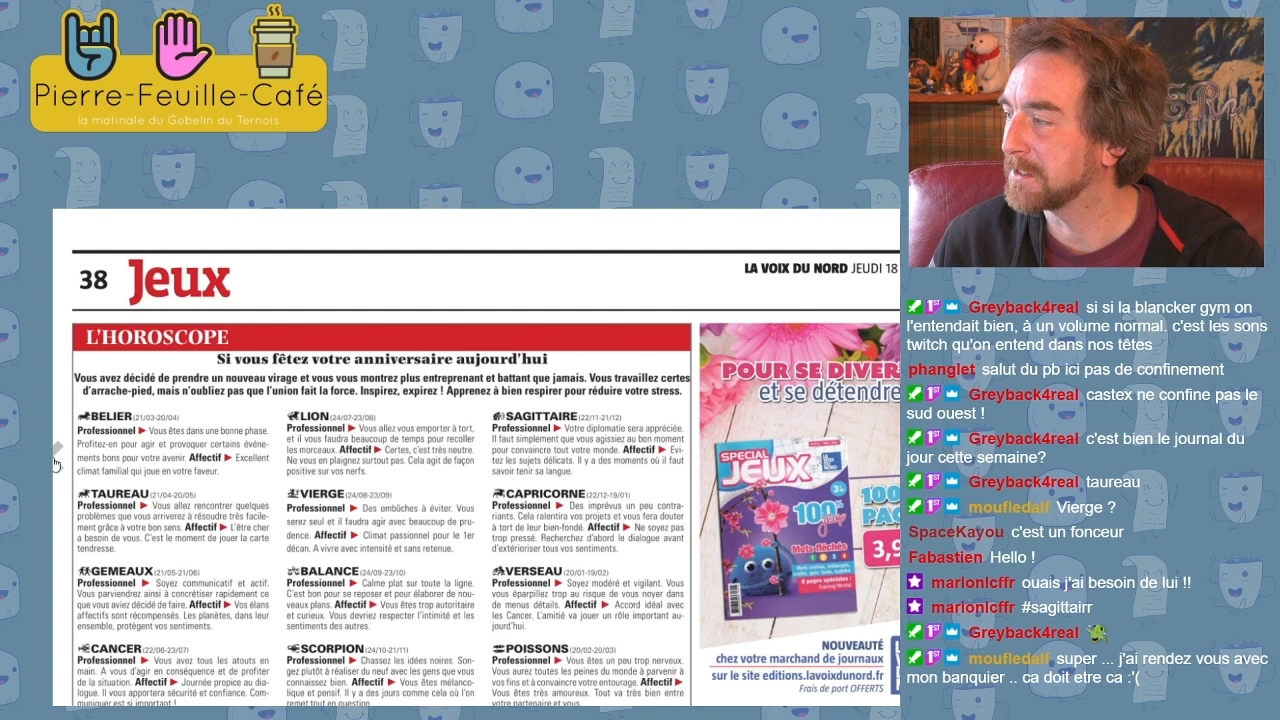 Pierre-Feuille-Café
la matinale du Gobelin du Ternois
38 Jeux
LA VOIX DU NORD JEUDI 18
L'HOROSCOPE
Si vous fêtez votre anniversaire aujourd'hui
Vous avez décidé de prendre un nouveau virage et vous vous montrez plus entreprenant et battant que jamais. Vous travaillez certes
d'arrache-pied, mais n'oubliez pas que l'union fait la force. Inspirez, expirez ! Apprenez à bien respirer pour réduire votre stress.
BELIER (21/03-20/04)
Professionnel ► Vous êtes dans une bonne phase.
Profitez-en pour agir et provoquer certains événe-
ments bons pour votre avenir. Affectif ► Excellent
climat familial qui joue en votre faveur.
TAUREAU (21/04-20/05)
Professionnel ► Vous allez rencontrer quelques
problèmes que vous arriverez à résoudre très facile-
ment grâce à votre bon sens. Affectif ► L'être cher
a besoin de vous. C'est le moment de jouer la carte
tendresse.
GEMEAUX (21/05-21/06)
Professionnel ► Soyez communicatif et actif.
Vous parviendrez ainsi à concrétiser rapidement ce
que vous aviez décidé de faire. Affectif ► Vos élans
affectifs sont récompensés. Les planètes, dans leur
ensemble, protègent vos sentiments.
CANCER (22/06-23/07)
Professionnel ► Vous avez tous les atouts en
main. A vous d'agir en conséquence et de profiter
de la situation. Affectif ► Journée propice au dia-
logue. Il vous apportera sécurité et confiance. Com-
muniquer est si important !
LION (24/07-23/08)
Professionnel ► Vous allez vous emporter à tort,
et il vous faudra beaucoup de temps pour recoller
les morceaux. Affectif ► Certes, c'est très neutre.
Ne vous en plaignez surtout pas. Cela agit de façon
positive sur vos nerfs.
VIERGE (24/08-23/09)
Professionnel ► Des embûches à éviter. Vous
serez seul et il faudra agir avec beaucoup de pru-
dence. Affectif ► Climat passionnel pour le 1er
décan. A vivre avec intensité et sans retenue.
BALANCE (24/09-23/10)
Professionnel ► Calme plat sur toute la ligne.
C'est bon pour se reposer et pour élaborer de nou-
veaux plans. Affectif ► Vous êtes trop autoritaire
et curieux. Vous devriez respecter l'intimité et les
sentiments des autres.
SCORPION (24/10-21/11)
Professionnel ► Chassez les idées noires. Son-
gez plutôt à réaliser du neuf avec les gens que vous
connaissez bien. Affectif ► Vous êtes mélanco-
lique et pensif. Il y a des jours comme cela où l'on
remet tout en question.
SAGITTAIRE (22/11-21/12)
Professionnel ► Votre diplomatie sera appréciée.
Il faut simplement que vous agissiez au bon moment
pour convaincre tout votre monde. Affectif ► Evi-
tez les sujets délicats. Il y a des moments où il faut
savoir tenir sa langue.
CAPRICORNE (22/12-19/01)
Professionnel ► Des imprévus un peu contra-
riants. Cela ralentira vos projets et vous fera douter
à tort de leur bien-fondé. Affectif ► Ne soyez pas
trop pressé. Recherchez d'abord le dialogue avant
d'extérioriser tous vos sentiments.
VERSEAU (20/01-19/02)
Professionnel ► Soyez modéré et vigilant. Vous
vous éparpillez trop au risque de vous noyer dans
de menus détails. Affectif ► Accord idéal avec
les Cancer. L'amitié va jouer un rôle important au-
jourd'hui.
POISSONS (20/02-20/03)
Professionnel ► Vous êtes un peu trop nerveux.
Vous aurez toutes les peines du monde à parvenir à
vos fins et à convaincre votre entourage. Affectif ►
Vous êtes très amoureux. Tout va très bien entre
votre partenaire et vous.
POUR SE DIVER
et se détendre
SPÉCIAL
JEUX
100%
Mots fléchés
100
PAC
3,9
NOUVEAUTÉ
chez votre marchand de journaux
sur le site editions.lavoixdunord.fr
Frais de port OFFERTS
Greyback4real si si la blancker gym on
l'entendait bien, à un volume normal. c'est les sons
twitch qu'on entend dans nos têtes
phanglet salut du pb ici pas de confinement
Greyback4real castex ne confine pas le
sud ouest !
Greyback4real c'est bien le journal du
jour cette semaine?
Greyback4real taureau
moufledalf Vierge ?
SpaceKayou c'est un fonceur
Fabastien Hello !
marionlcffr ouais j'ai besoin de lui !!
marionlcffr #sagittairr
Greyback4real
moufledalf super ... j'ai rendez vous avec
mon banquier .. ca doit etre ca :'(